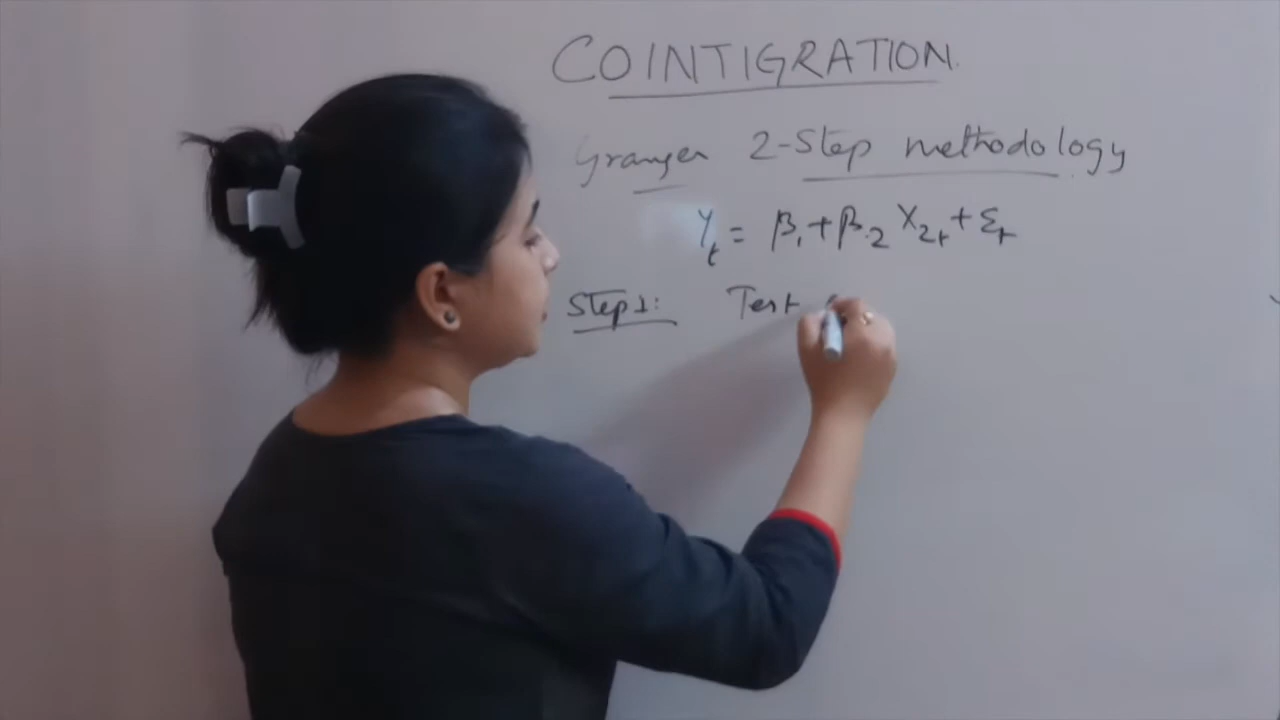 COINTIGRATION.
Granger 2-Step methodology
Yₜ = β₁ + β₂ X₂ₜ + εₜ
Step 1: Test